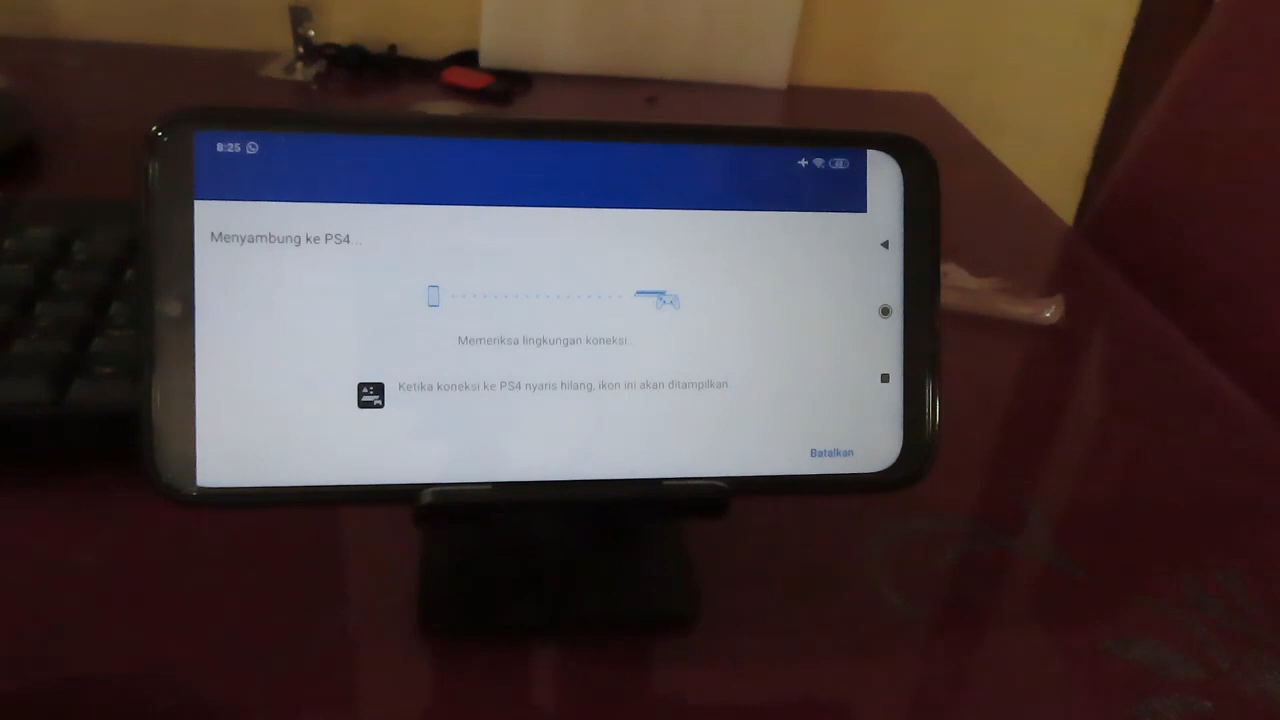 8:25
Menyambung ke PS4...
Memeriksa lingkungan koneksi..
Ketika koneksi ke PS4 nyaris hilang, ikon ini akan ditampilkan
Batalkan